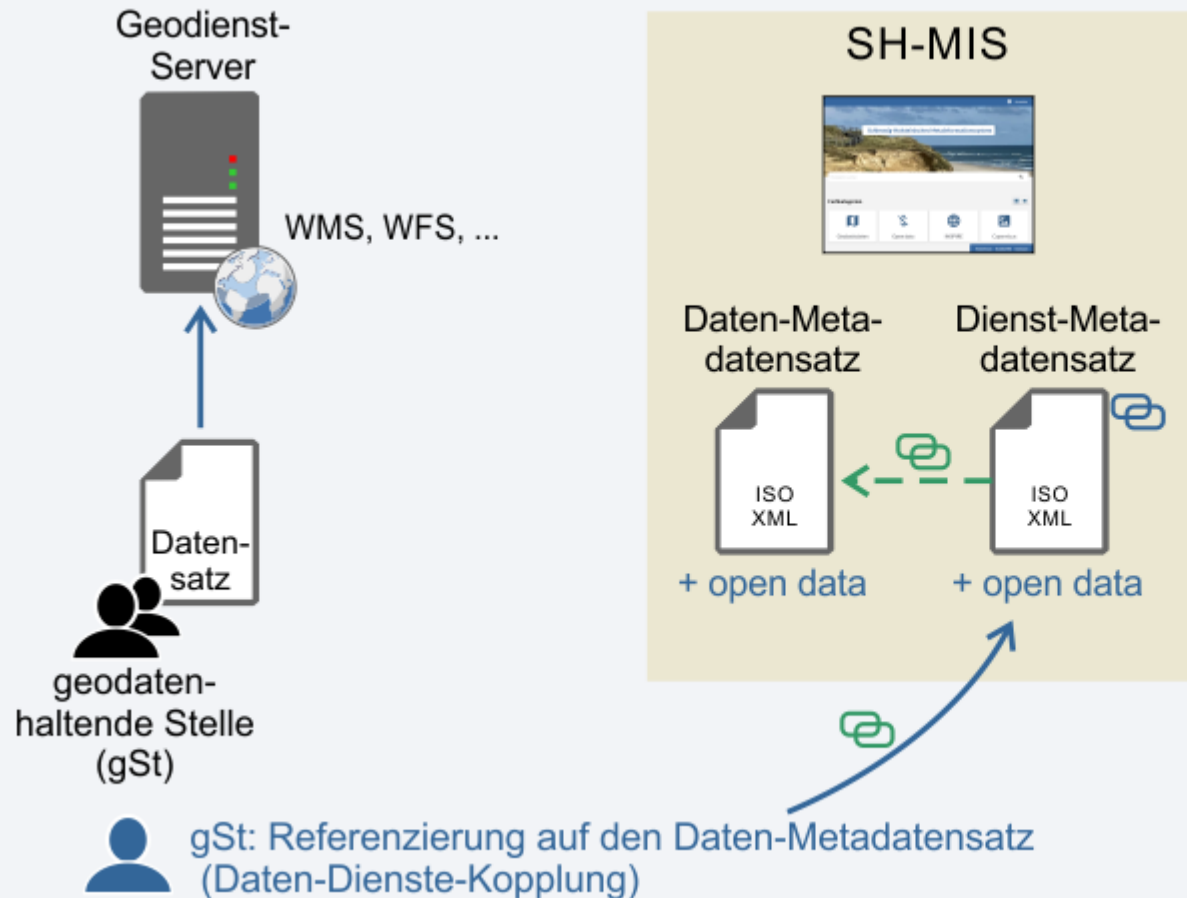 Geodienst-
Server
WMS, WFS, ...
Daten-
satz
geodaten-
haltende Stelle
(gSt)
SH-MIS
Daten-Meta-
datensatz
ISO
XML
+ open data
Dienst-Meta-
datensatz
ISO
XML
+ open data
gSt: Referenzierung auf den Daten-Metadatensatz
(Daten-Dienste-Kopplung)